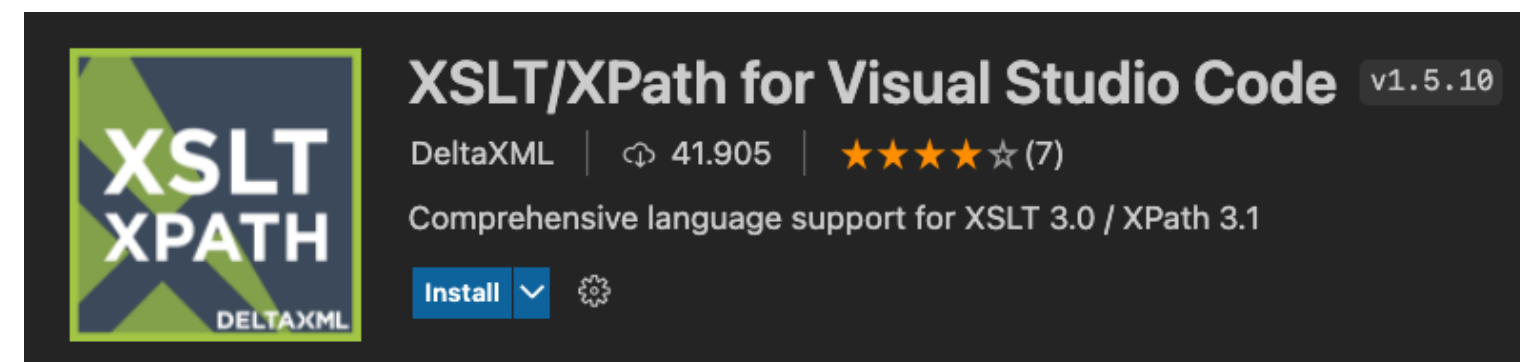 XSLT
XPATH
DELTAXML
XSLT/XPath for Visual Studio Code v1.5.10
DeltaXML 41.905 (7)
Comprehensive language support for XSLT 3.0 / XPath 3.1
Install